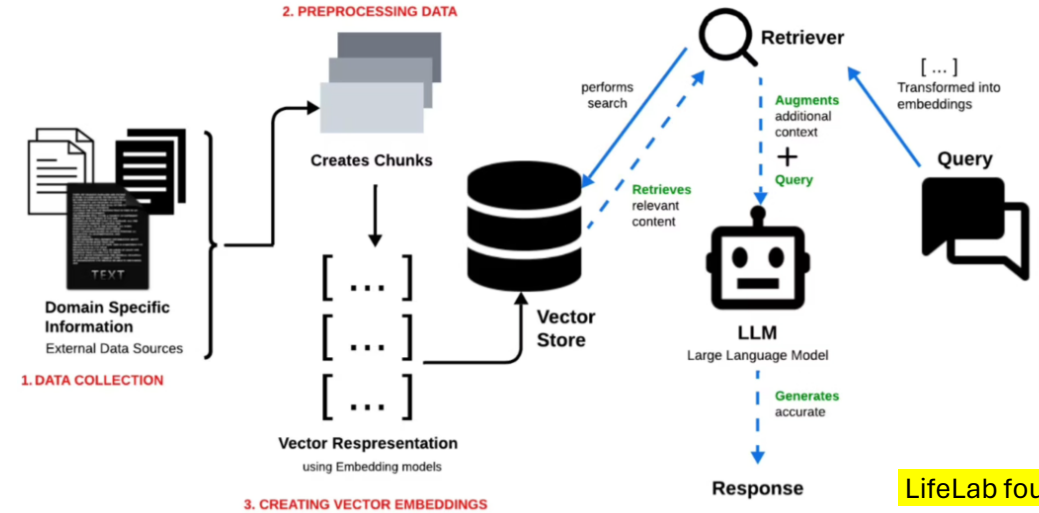 2. PREPROCESSING DATA
Retriever
[ ... ]
Transformed into
embeddings
performs
search
Augments
additional
context
+
Query
Query
Creates Chunks
Retrieves
relevant
content
TEXT
Domain Specific
Information
External Data Sources
1. DATA COLLECTION
[ ... ]
[ ... ]
[ ... ]
Vector
Store
LLM
Large Language Model
Generates
accurate
Vector Respresentation
using Embedding models
3. CREATING VECTOR EMBEDDINGS
Response
LifeLab fou